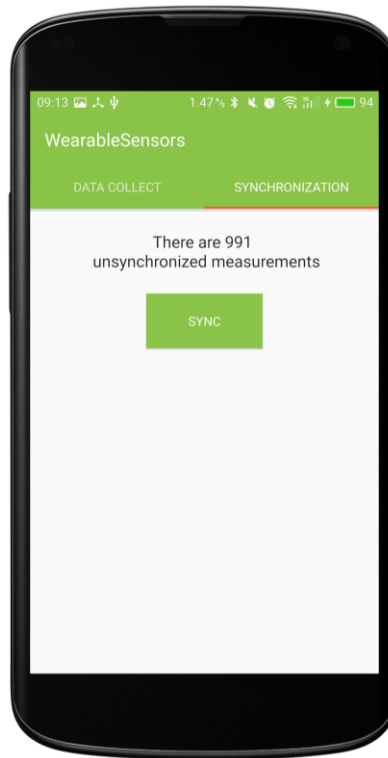 09:13 1.47% 94
WearableSensors
DATA COLLECT SYNCHRONIZATION
There are 991
unsynchronized measurements
SYNC